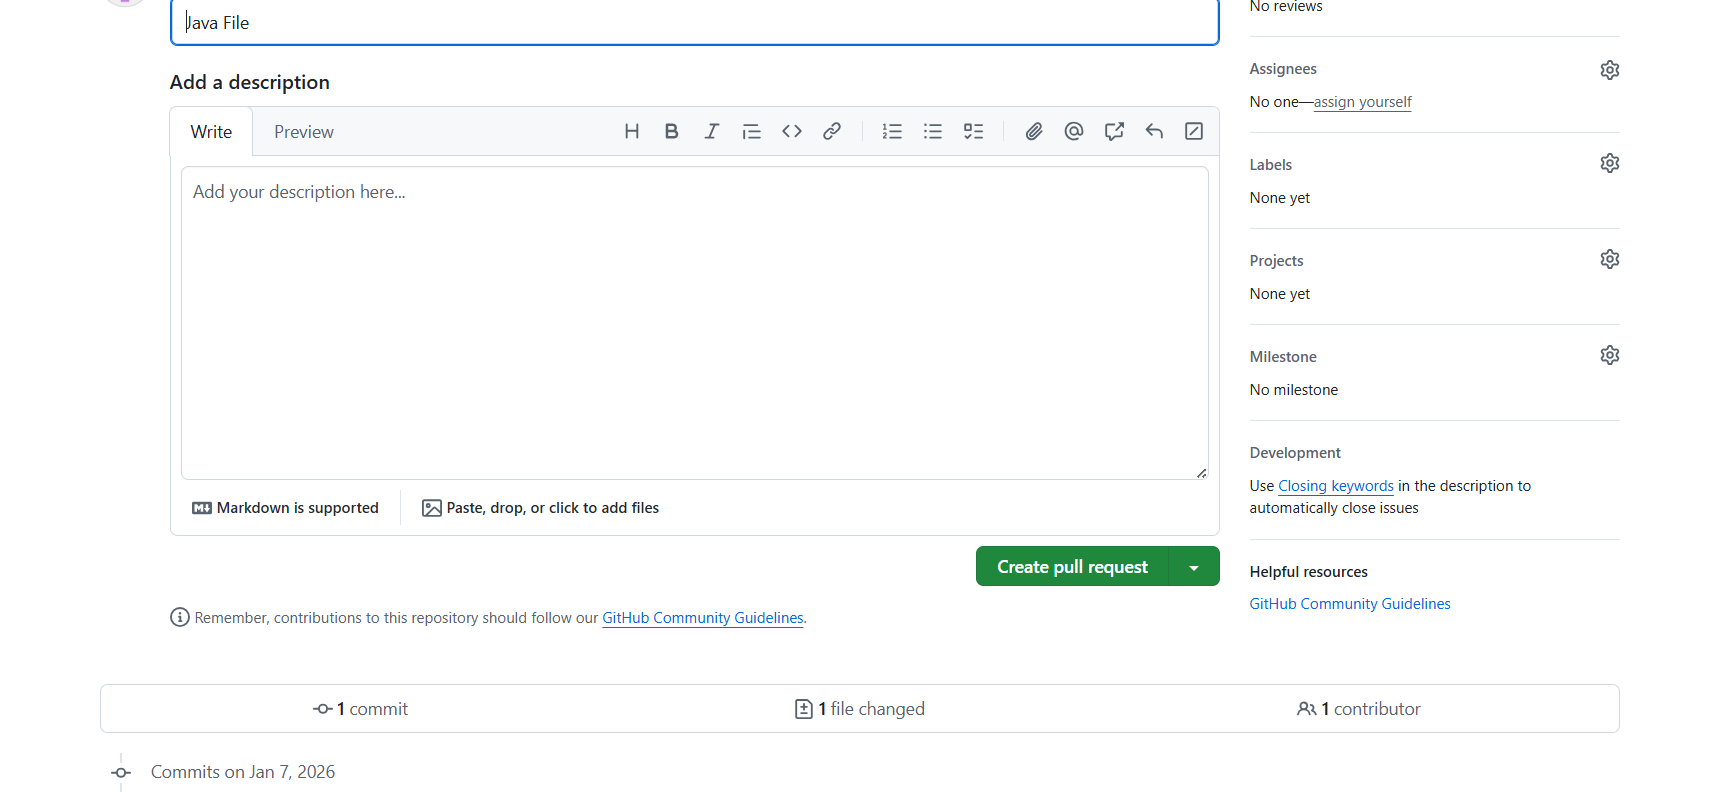 No reviews
Java File
Assignees
No one—assign yourself
Add a description
Write Preview
Add your description here...
Labels
None yet
Projects
None yet
Milestone
No milestone
Development
Use Closing keywords in the description to
automatically close issues
Markdown is supported
Paste, drop, or click to add files
Create pull request
Helpful resources
GitHub Community Guidelines
Remember, contributions to this repository should follow our GitHub Community Guidelines.
1 commit
1 file changed
1 contributor
Commits on Jan 7, 2026